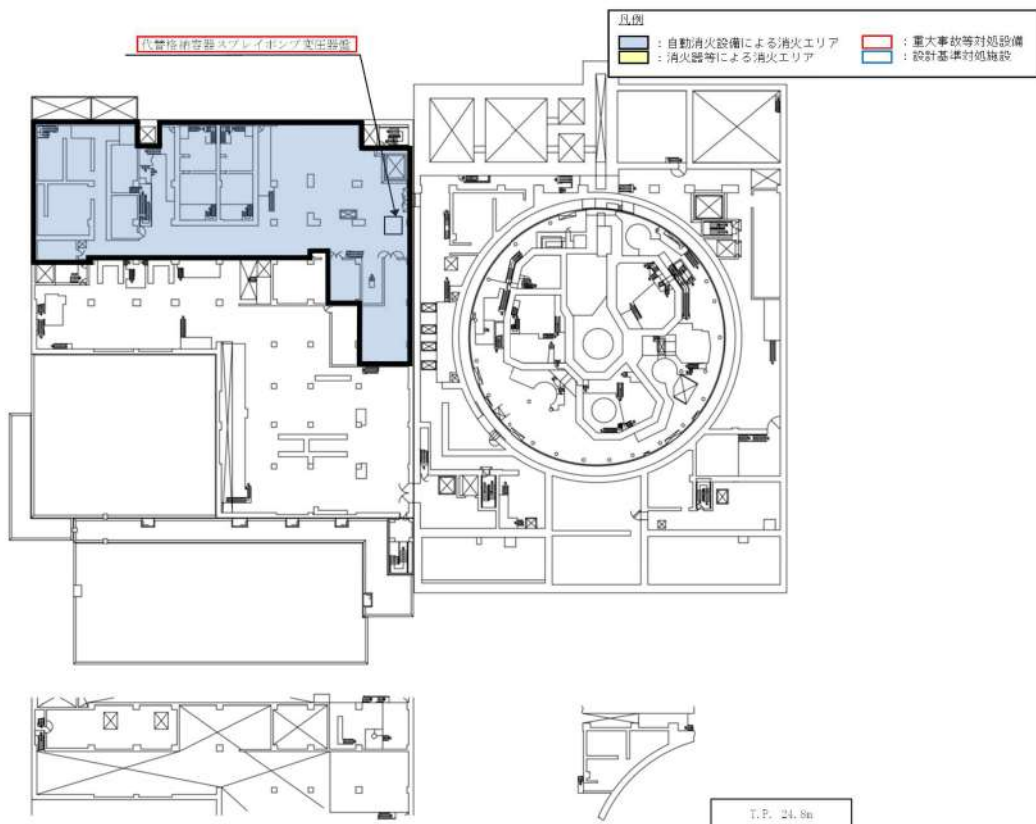 代替格納容器スプレイポンプ変圧器盤
凡例
：自動消火設備による消火エリア
：消火器等による消火エリア
：重大事故等対処設備
：設計基準対処施設
T.P. 24.8m